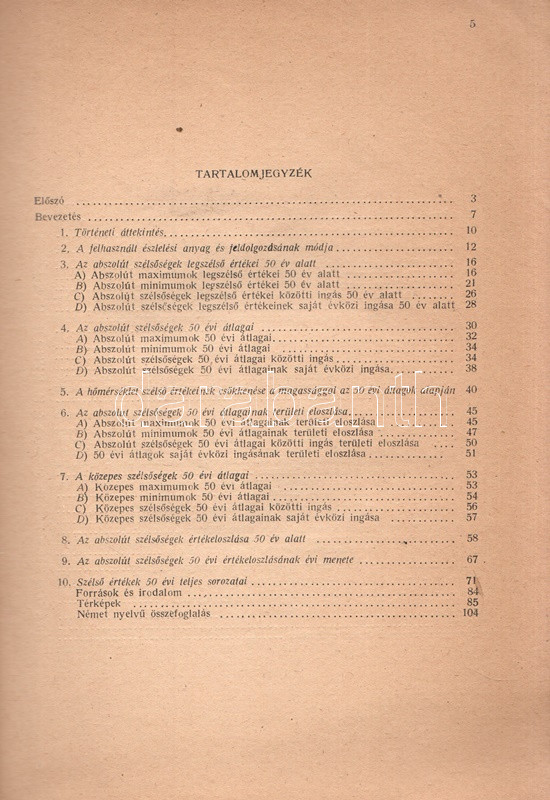 5
TARTALOMJEGYZÉK
Előszó 3
Bevezetés 7
1. Történeti áttekintés. 10
2. A felhasznált észlelési anyag és feldolgozásának módja 12
3. Az abszolút szélsőségek legszélső értékei 50 év alatt 16
A) Abszolút maximumok legszélső értékei 50 év alatt 16
B) Abszolút minimumok legszélső értékei 50 év alatt 21
C) Abszolút szélsőségek legszélső értékei közötti ingás 50 év alatt 26
D) Abszolút szélsőségek legszélső értékeinek saját évközi ingása 50 év alatt 28
4. Az abszolút szélsőségek 50 évi átlagai 30
A) Abszolút maximumok 50 évi átlagai. 32
B) Abszolút minimumok 50 évi átlagai 34
C) Abszolút szélsőségek 50 évi átlagai közötti ingás 34
D) Abszolút szélsőségek 50 évi átlagainak saját évközi ingása. 38
5. A hőmérséklet szélső értékeinek csökkenése a magassággal az 50 évi átlagok alapján 40
6. Az abszolút szélsőségek 50 évi átlagainak területi eloszlása. 45
A) Abszolút maximumok 50 évi átlagainak területi eloszlása 45
B) Abszolút minimumok 50 évi átlagainak területi eloszlása 47
C) Abszolút szélsőségek 50 évi átlagai közötti ingás területi eloszlása 50
D) 50 évi átlagok saját évközi ingásának területi eloszlása 51
7. A közepes szélsőségek 50 évi átlagai 53
A) Közepes maximumok 50 évi átlagai 53
B) Közepes minimumok 50 évi átlagai 54
C) Közepes szélsőségek 50 évi átlagai közötti ingás 56
D) Közepes szélsőségek 50 évi átlagainak saját évközi ingása 57
8. Az abszolút szélsőségek értékeloszlása 50 év alatt 58
9. Az abszolút szélsőségek 50 évi értékeloszlásának évi menete 67
10. Szélső értékek 50 évi teljes sorozatai 71
Források és irodalom 84
Térképek 85
Német nyelvű összefoglalás 104
darabanth